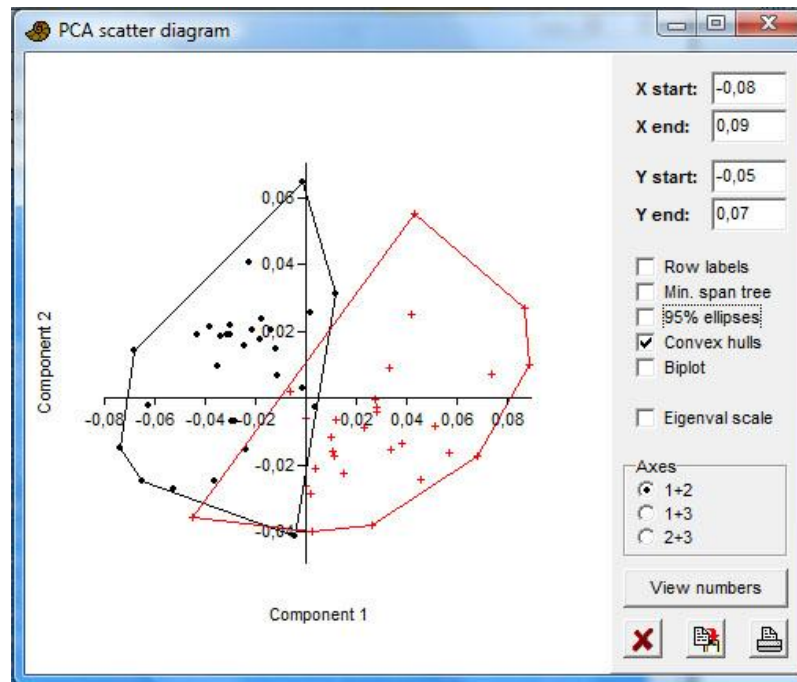 PCA scatter diagram
X start: -0,08
X end: 0,09
Y start: -0,05
Y end: 0,07
Row labels
Min. span tree
95% ellipses
Convex hulls
Biplot
Eigenval scale
Axes
1+2
1+3
2+3
View numbers
Component 2
0,06
0,04
0,02
-0,08 -0,06 -0,04 -0,02 0,02 0,04 0,06 0,08
-0,02
-0,04
Component 1